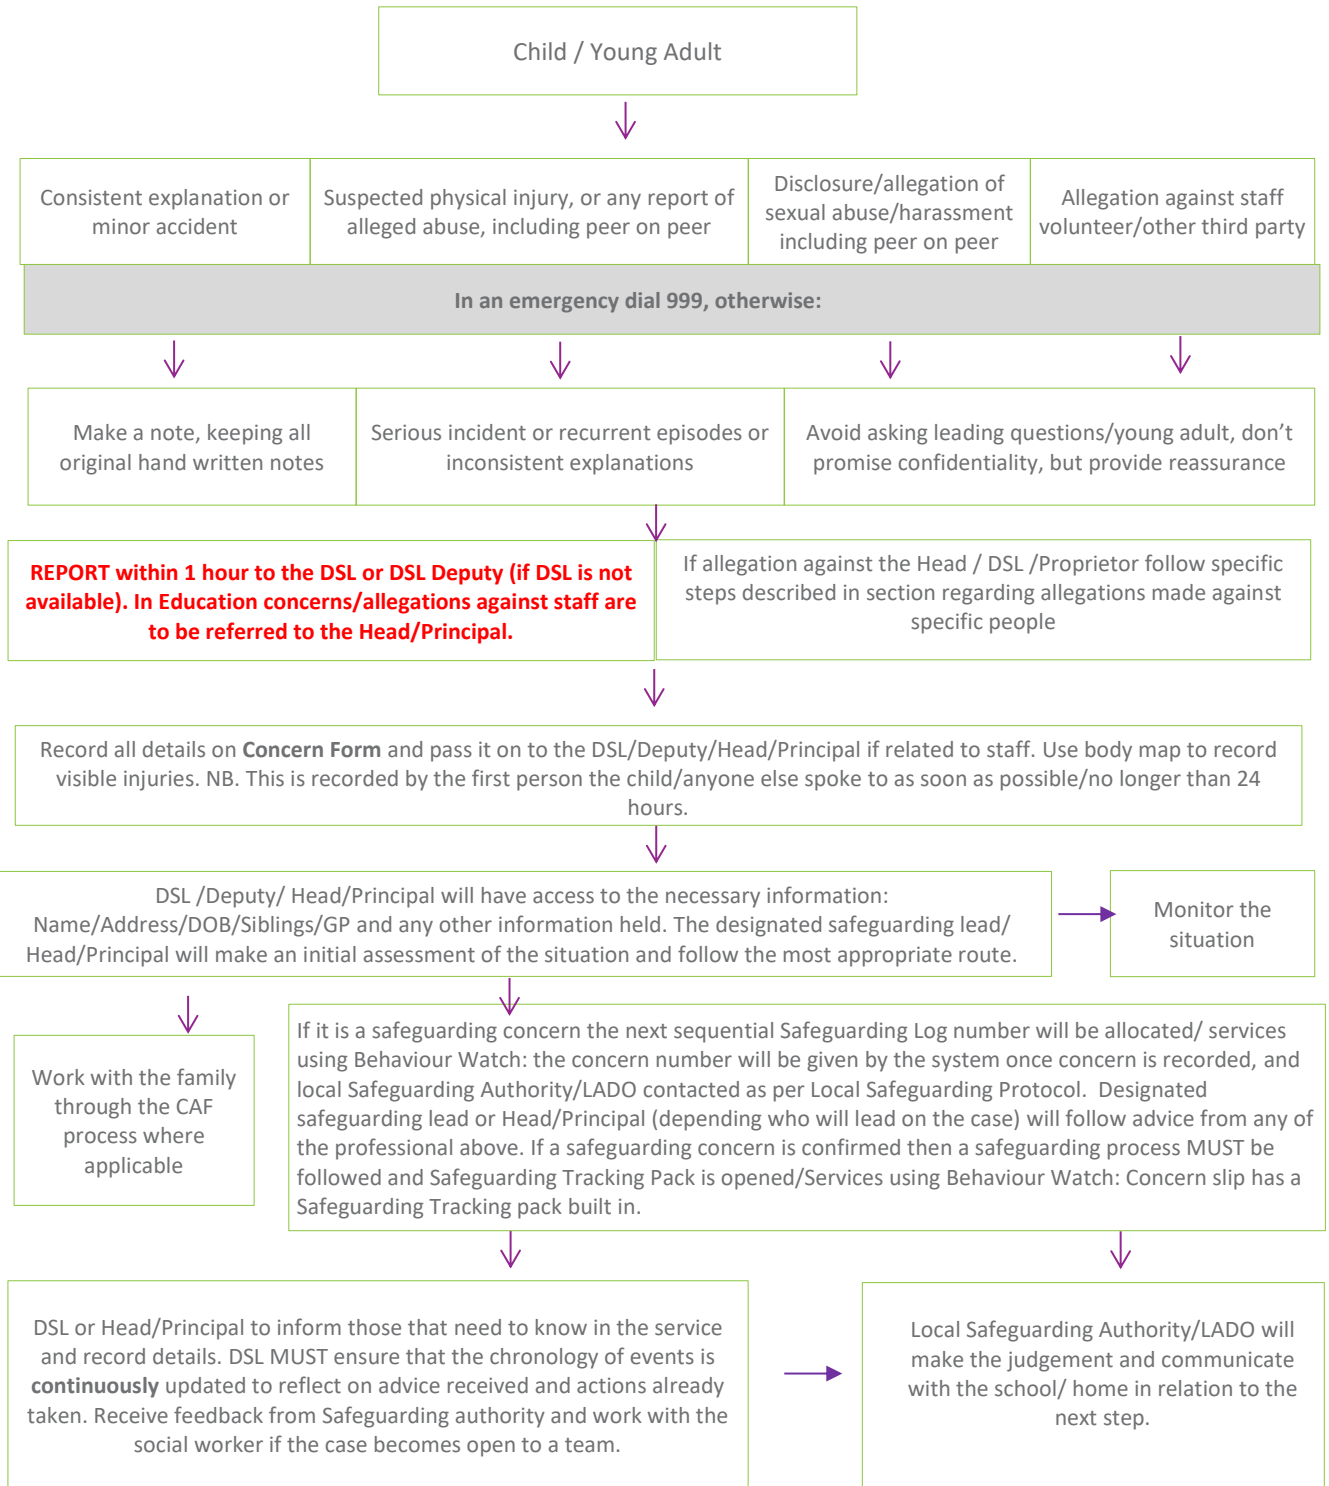 Child / Young Adult
Consistent explanation or
minor accident
Suspected physical injury, or any report of
alleged abuse, including peer on peer
Disclosure/allegation of
sexual abuse/harassment
including peer on peer
Allegation against staff
volunteer/other third party
In an emergency dial 999, otherwise:
Make a note, keeping all
original hand written notes
Serious incident or recurrent episodes or
inconsistent explanations
Avoid asking leading questions/young adult, don’t
promise confidentiality, but provide reassurance
REPORT within 1 hour to the DSL or DSL Deputy (if DSL is not
available). In Education concerns/allegations against staff are
to be referred to the Head/Principal.
If allegation against the Head / DSL /Proprietor follow specific
steps described in section regarding allegations made against
specific people
Record all details on Concern Form and pass it on to the DSL/Deputy/Head/Principal if related to staff. Use body map to record
visible injuries. NB. This is recorded by the first person the child/anyone else spoke to as soon as possible/no longer than 24
hours.
DSL /Deputy/ Head/Principal will have access to the necessary information:
Name/Address/DOB/Siblings/GP and any other information held. The designated safeguarding lead/
Head/Principal will make an initial assessment of the situation and follow the most appropriate route.
Monitor the
situation
Work with the family
through the CAF
process where
applicable
If it is a safeguarding concern the next sequential Safeguarding Log number will be allocated/ services
using Behaviour Watch: the concern number will be given by the system once concern is recorded, and
local Safeguarding Authority/LADO contacted as per Local Safeguarding Protocol.  Designated
safeguarding lead or Head/Principal (depending who will lead on the case) will follow advice from any of
the professional above. If a safeguarding concern is confirmed then a safeguarding process MUST be
followed and Safeguarding Tracking Pack is opened/Services using Behaviour Watch: Concern slip has a
Safeguarding Tracking pack built in.
DSL or Head/Principal to inform those that need to know in the service
and record details. DSL MUST ensure that the chronology of events is
continuously updated to reflect on advice received and actions already
taken. Receive feedback from Safeguarding authority and work with the
social worker if the case becomes open to a team.
Local Safeguarding Authority/LADO will
make the judgement and communicate
with the school/ home in relation to the
next step.